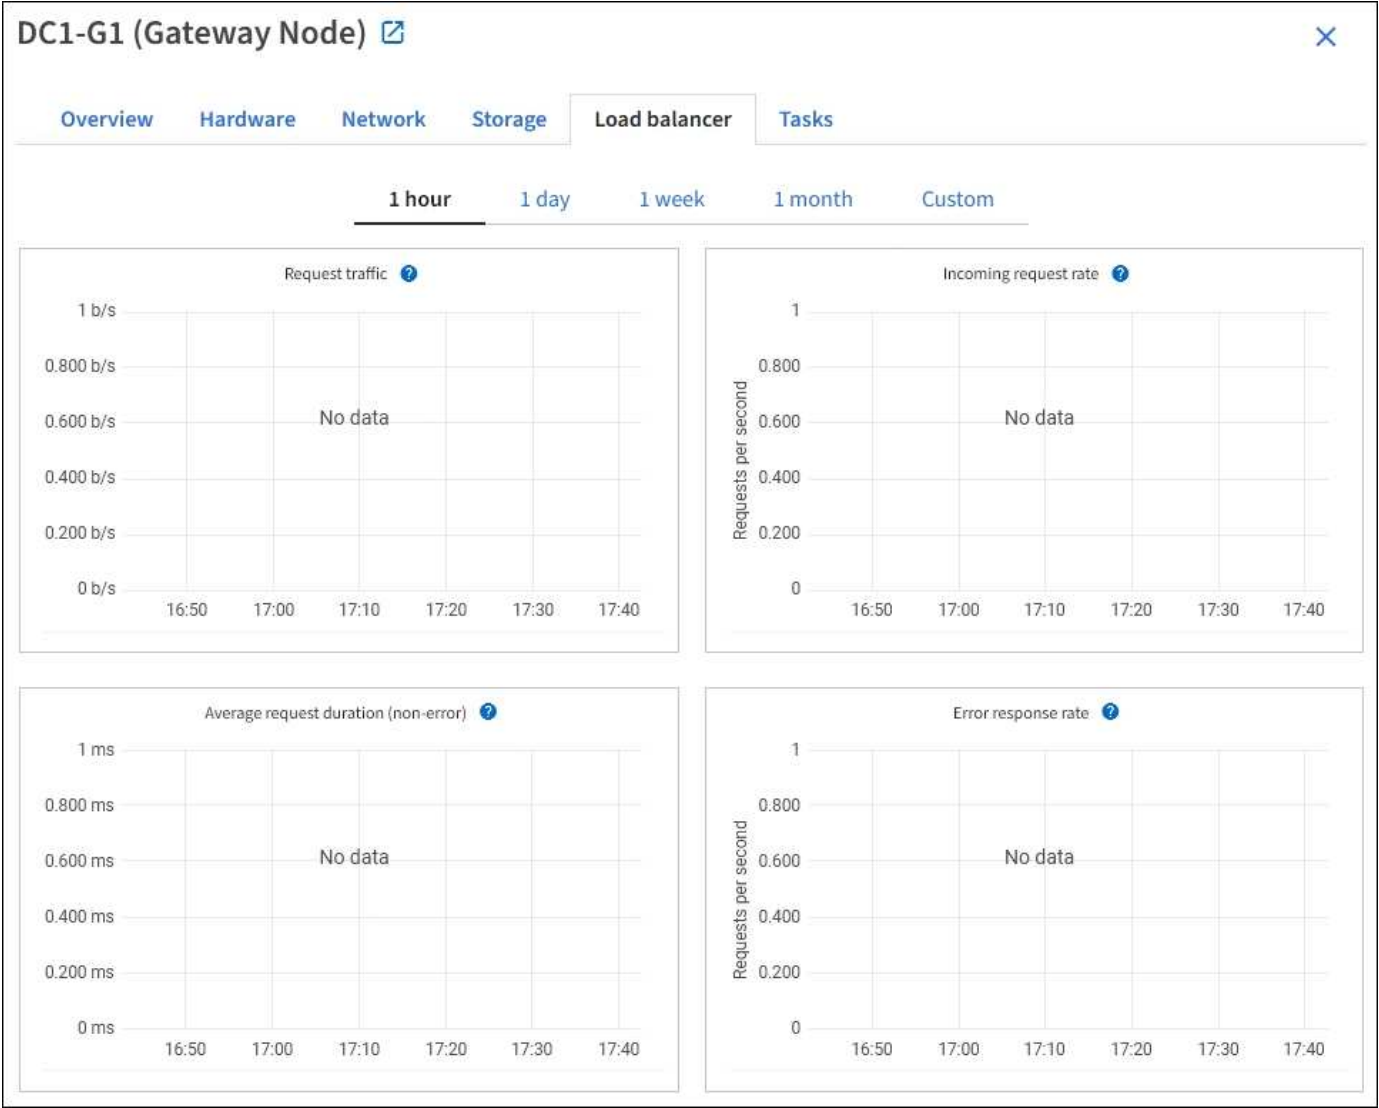 DC1-G1 (Gateway Node)
Overview Hardware Network Storage Load balancer Tasks
1 hour 1 day 1 week 1 month Custom
Request traffic ?
1 b/s
0.800 b/s
0.600 b/s
0.400 b/s
0.200 b/s
0 b/s
No data
16:50 17:00 17:10 17:20 17:30 17:40
Incoming request rate ?
Requests per second
1
0.800
0.600
0.400
0.200
0
No data
16:50 17:00 17:10 17:20 17:30 17:40
Average request duration (non-error) ?
1 ms
0.800 ms
0.600 ms
0.400 ms
0.200 ms
0 ms
No data
16:50 17:00 17:10 17:20 17:30 17:40
Error response rate ?
Requests per second
1
0.800
0.600
0.400
0.200
0
No data
16:50 17:00 17:10 17:20 17:30 17:40